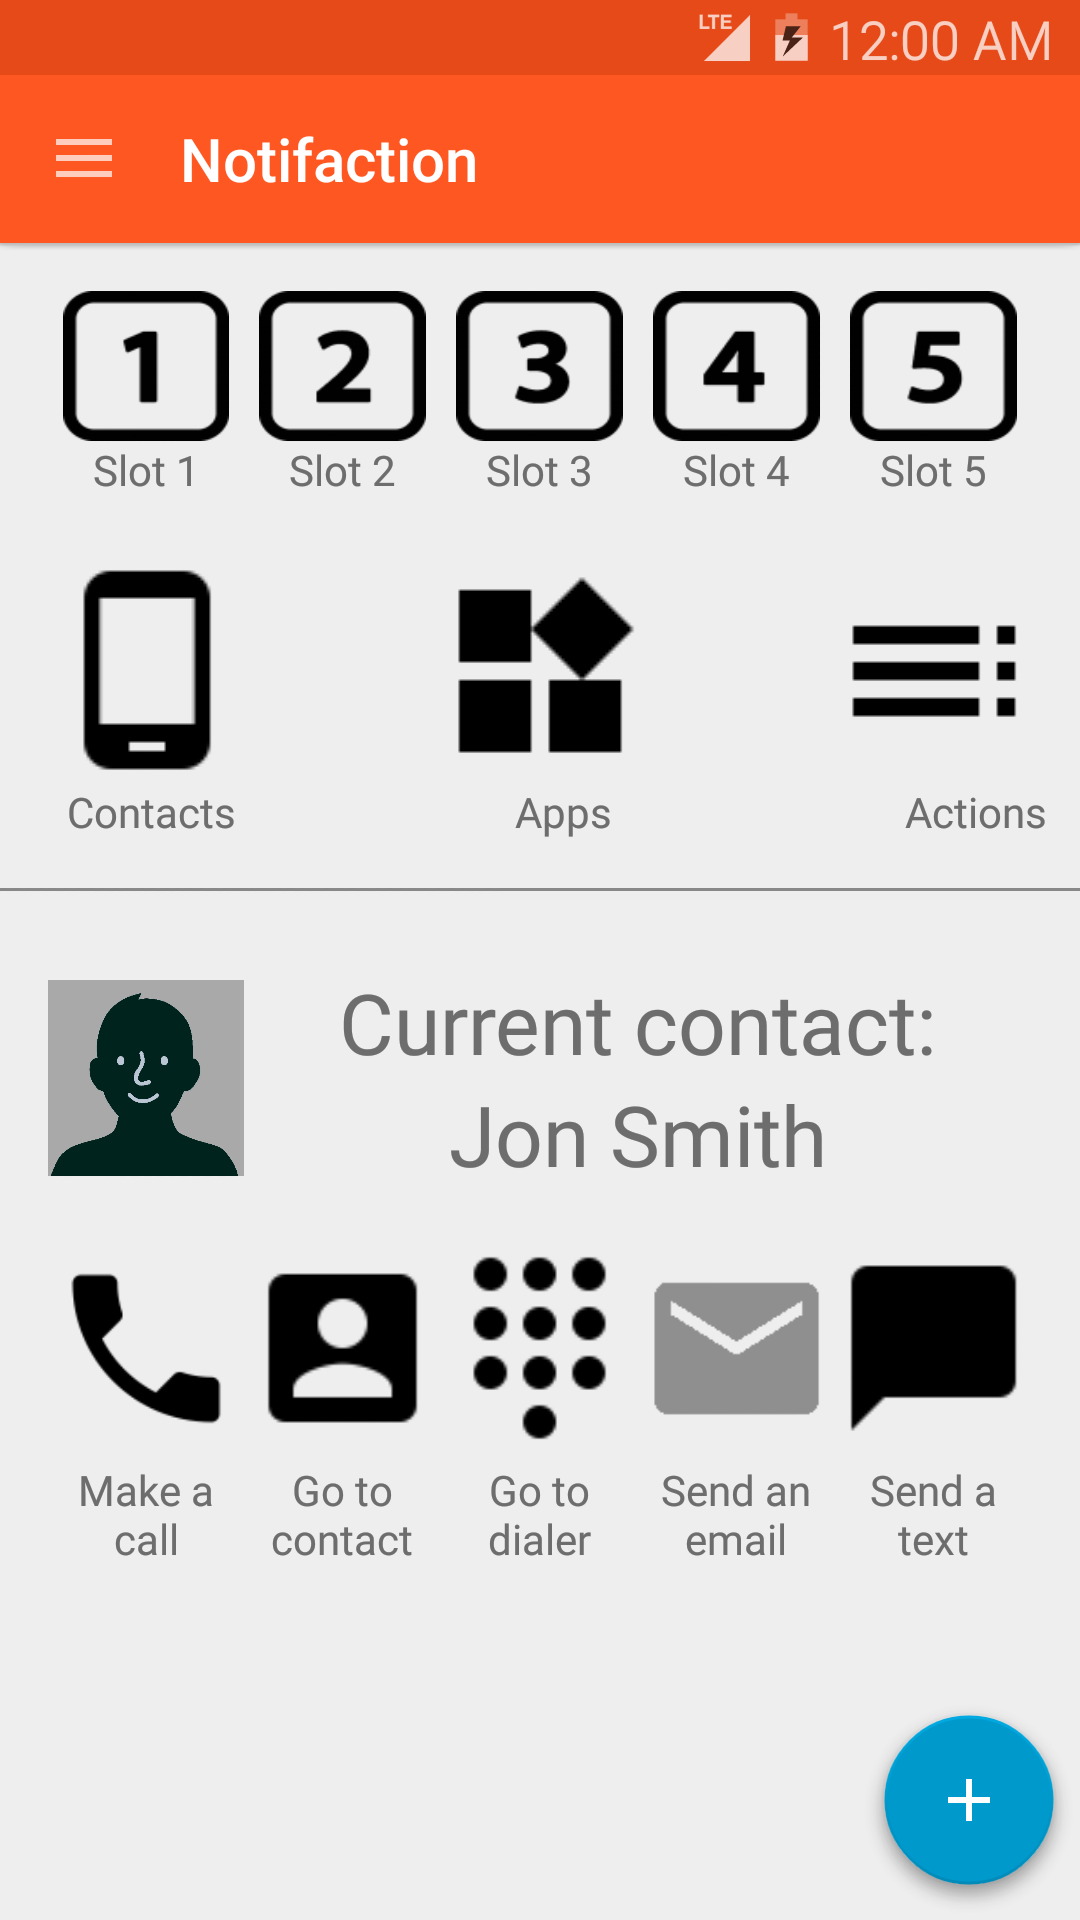 LTE 12:00 AM
Notifaction
1 2 3 4 5
Slot 1 Slot 2 Slot 3 Slot 4 Slot 5
Contacts Apps Actions
Current contact:
Jon Smith
Make a call
Go to contact
Go to dialer
Send an email
Send a text
+